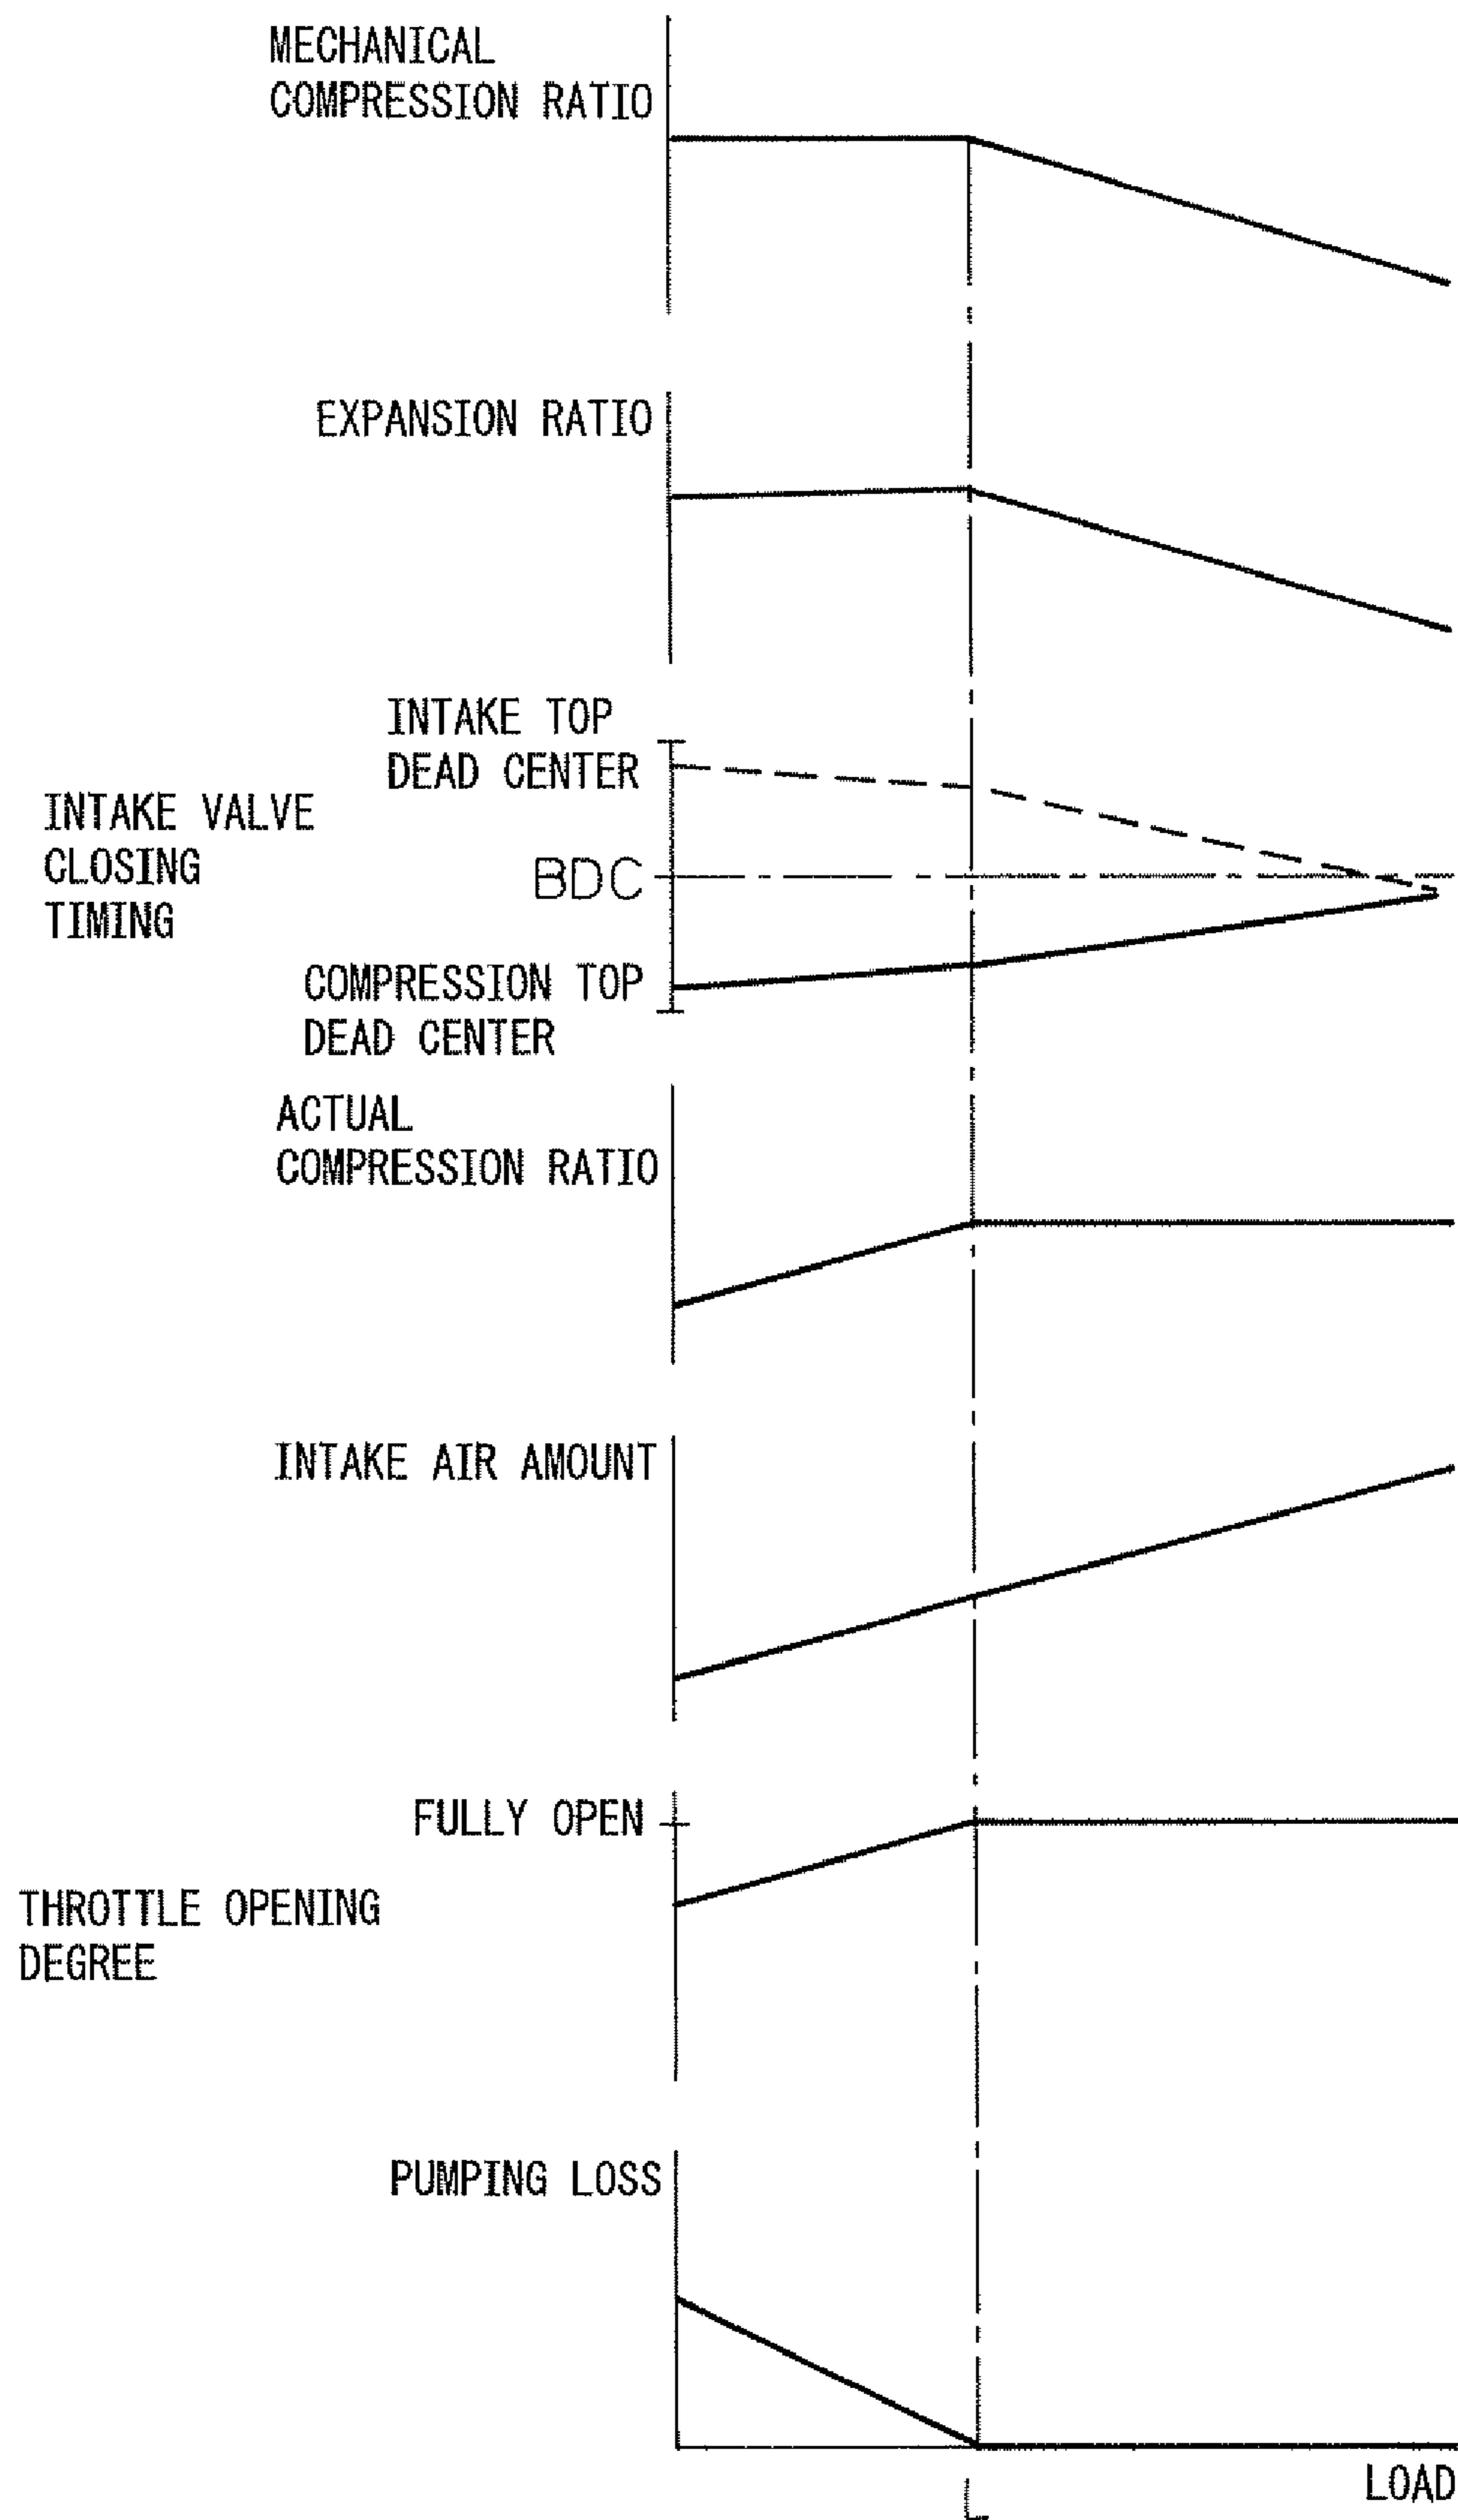 MECHANICAL
COMPRESSION RATIO
EXPANSION RATIO
INTAKE TOP
DEAD CENTER
INTAKE VALVE
CLOSING
TIMING
BDC
COMPRESSION TOP
DEAD CENTER
ACTUAL
COMPRESSION RATIO
INTAKE AIR AMOUNT
FULLY OPEN
THROTTLE OPENING
DEGREE
PUMPING LOSS
LOAD